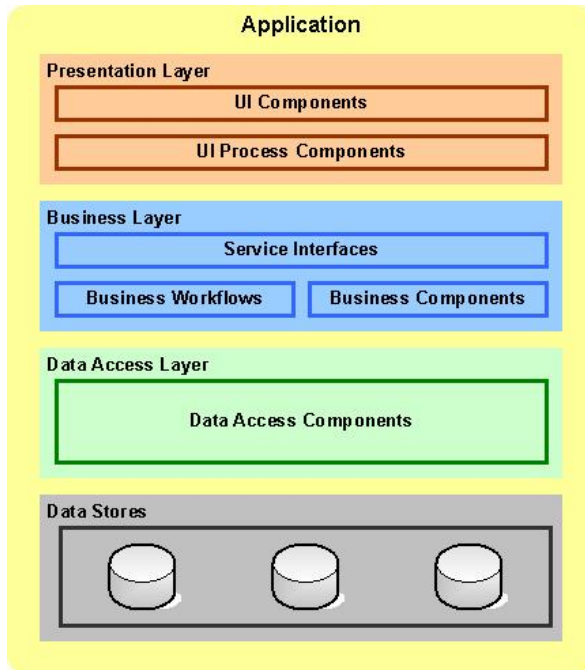 Application
Presentation Layer
UI Components
UI Process Components
Business Layer
Service Interfaces
Business Workflows
Business Components
Data Access Layer
Data Access Components
Data Stores